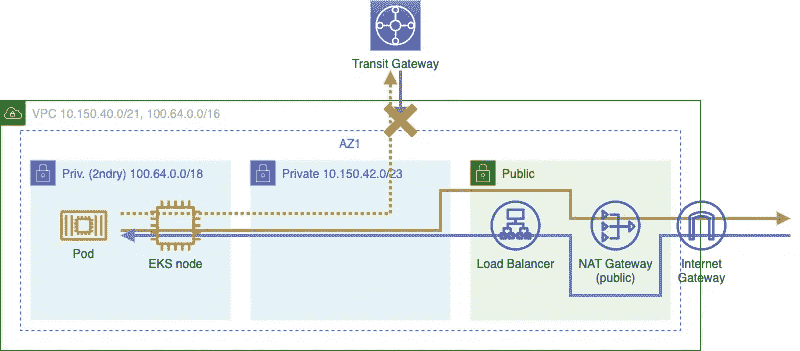 Transit Gateway
VPC 10.150.40.0/21, 100.64.0.0/16
AZ1
Priv. (2ndry) 100.64.0.0/18
Private 10.150.42.0/23
Public
Pod
EKS node
Load Balancer
NAT Gateway
(public)
Internet
Gateway